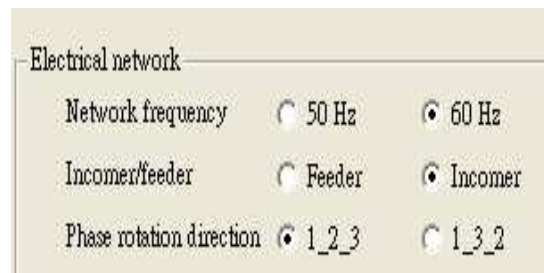 Electrical network
Network frequency 50 Hz 60 Hz
Incomer/feeder Feeder Incomer
Phase rotation direction 1_2_3 1_3_2